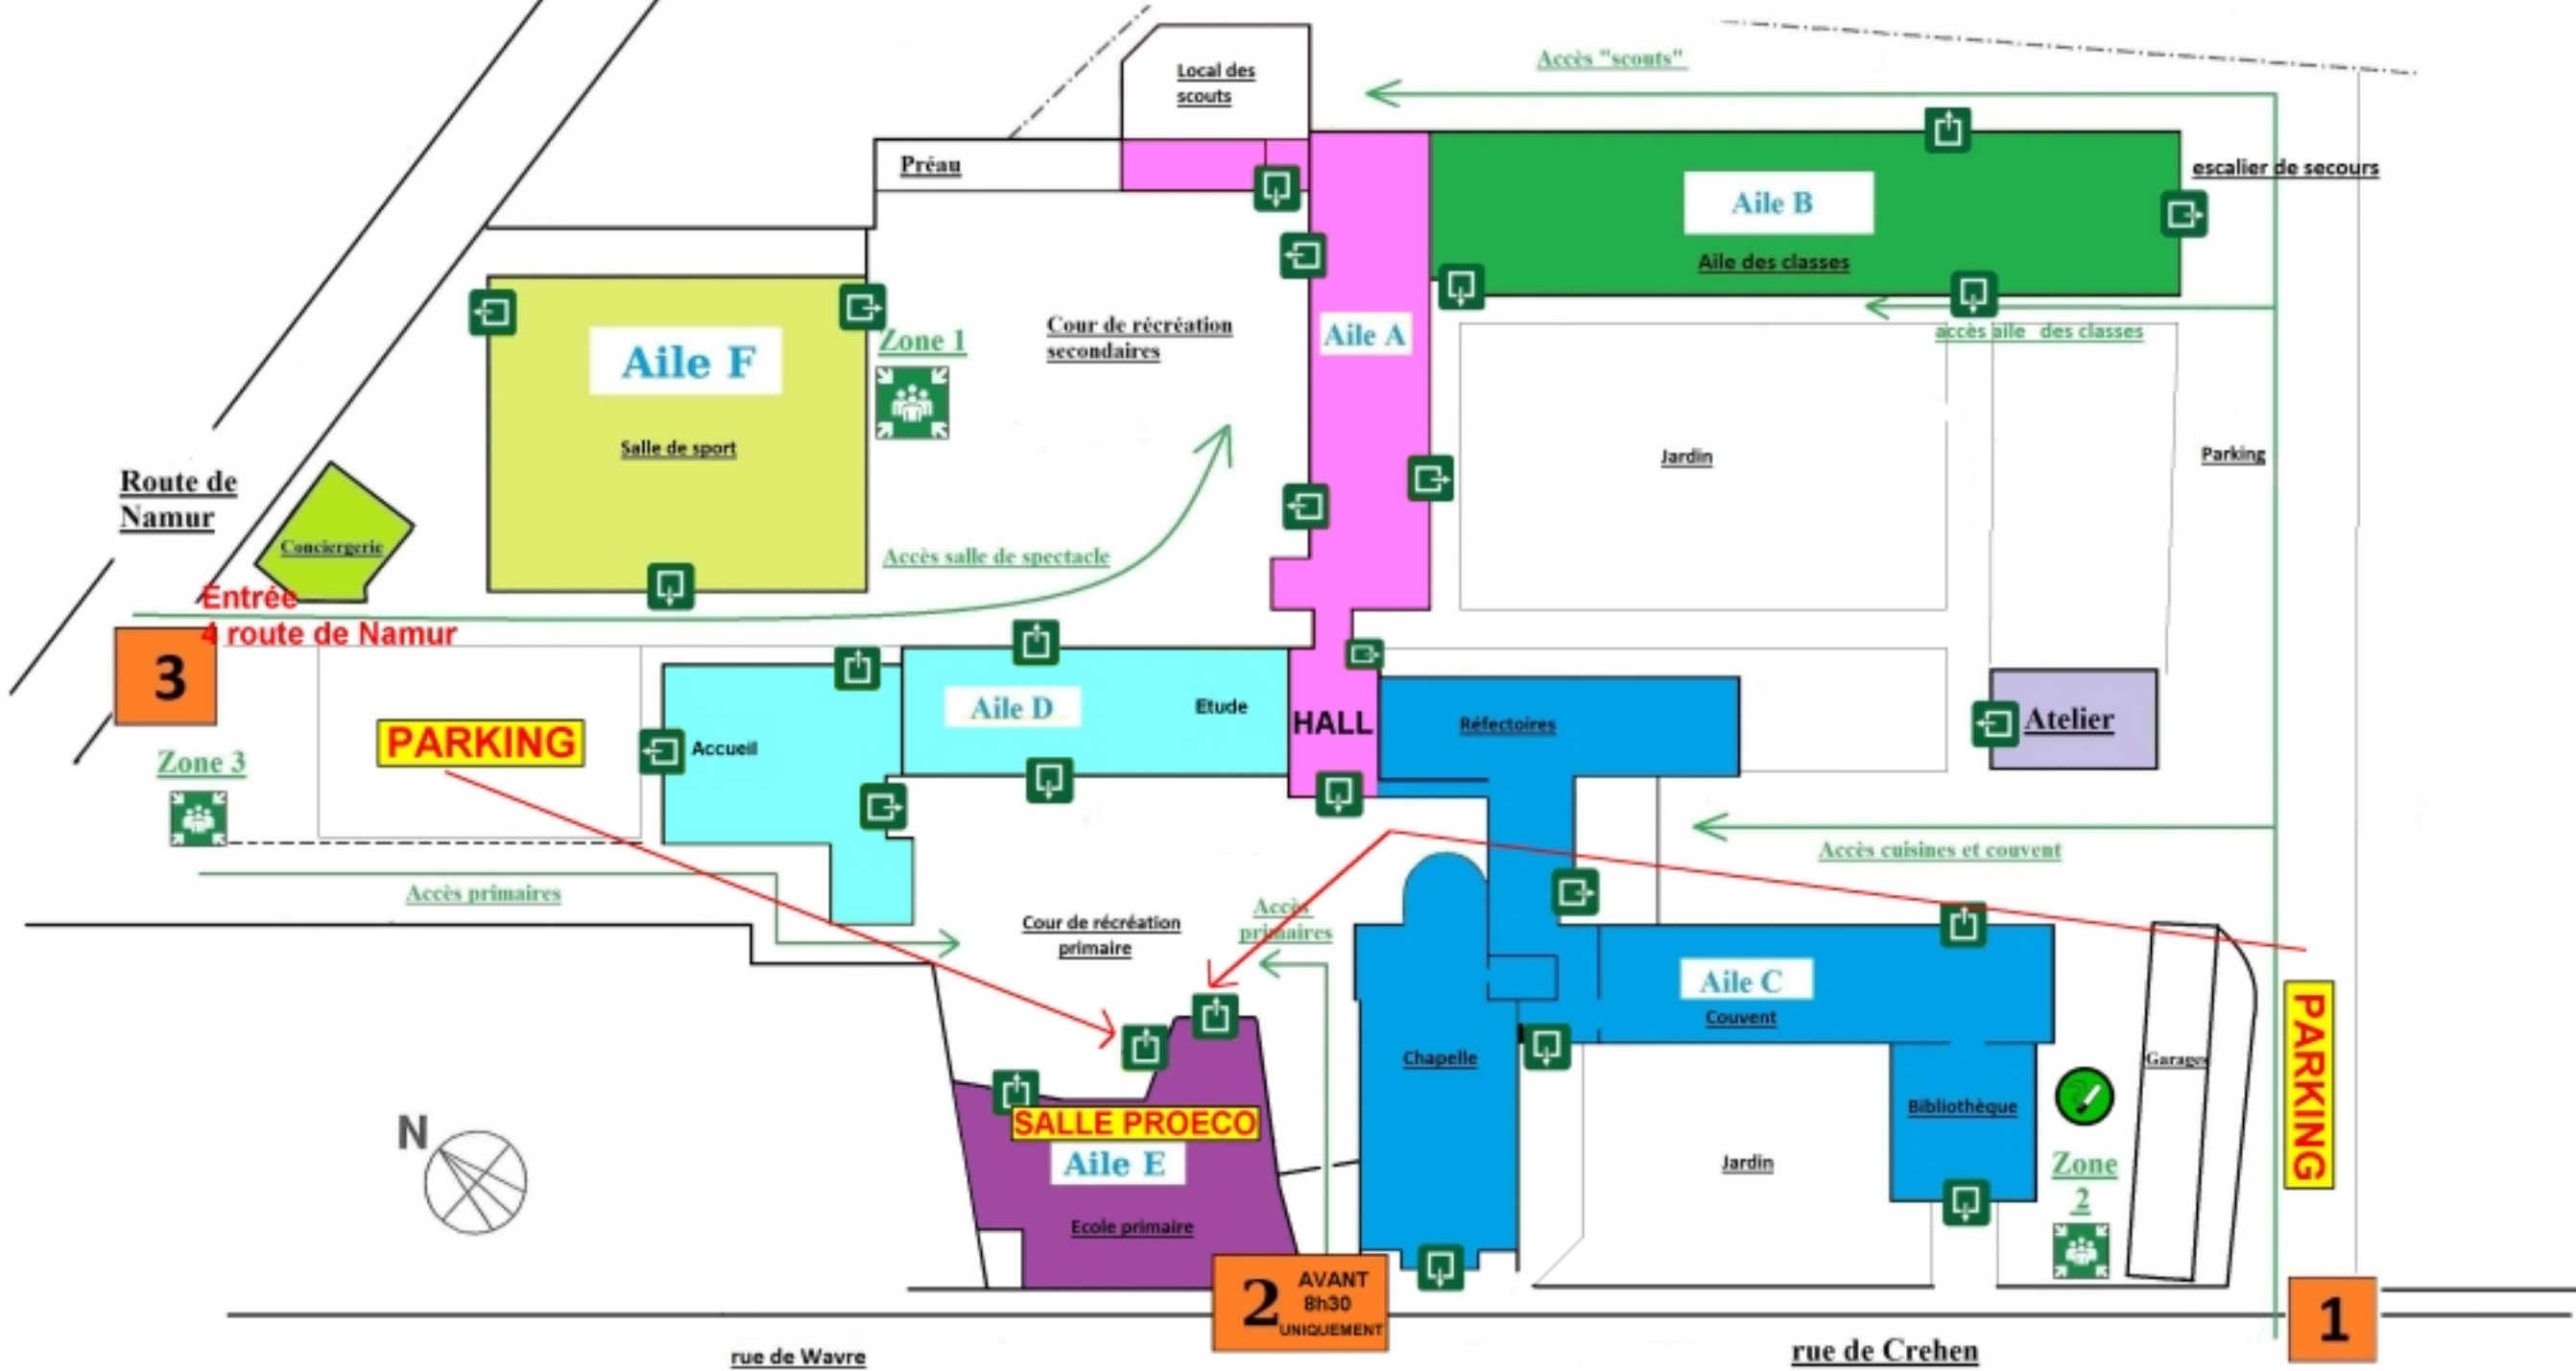 Accès "scouts"
Local des
scouts
Préau
escalier de secours
Aile B
Aile des classes
Aile A
accès aile des classes
Cour de récréation
secondaires
Zone 1
Aile F
Salle de sport
Jardin
Parking
Route de
Namur
Conciergerie
Accès salle de spectacle
Entrée
4 route de Namur
3
Aile D
Etude
HALL
Réfectoires
Atelier
PARKING
Accueil
Zone 3
Accès cuisines et couvent
Accès primaires
Cour de récréation
primaire
Accès
primaires
Aile C
Couvent
Chapelle
Garages
PARKING
Bibliothèque
SALLE PROECO
Aile E
N
Jardin
Zone
2
Ecole primaire
2
AVANT
8h30
UNIQUEMENT
1
rue de Wavre
rue de Crehen